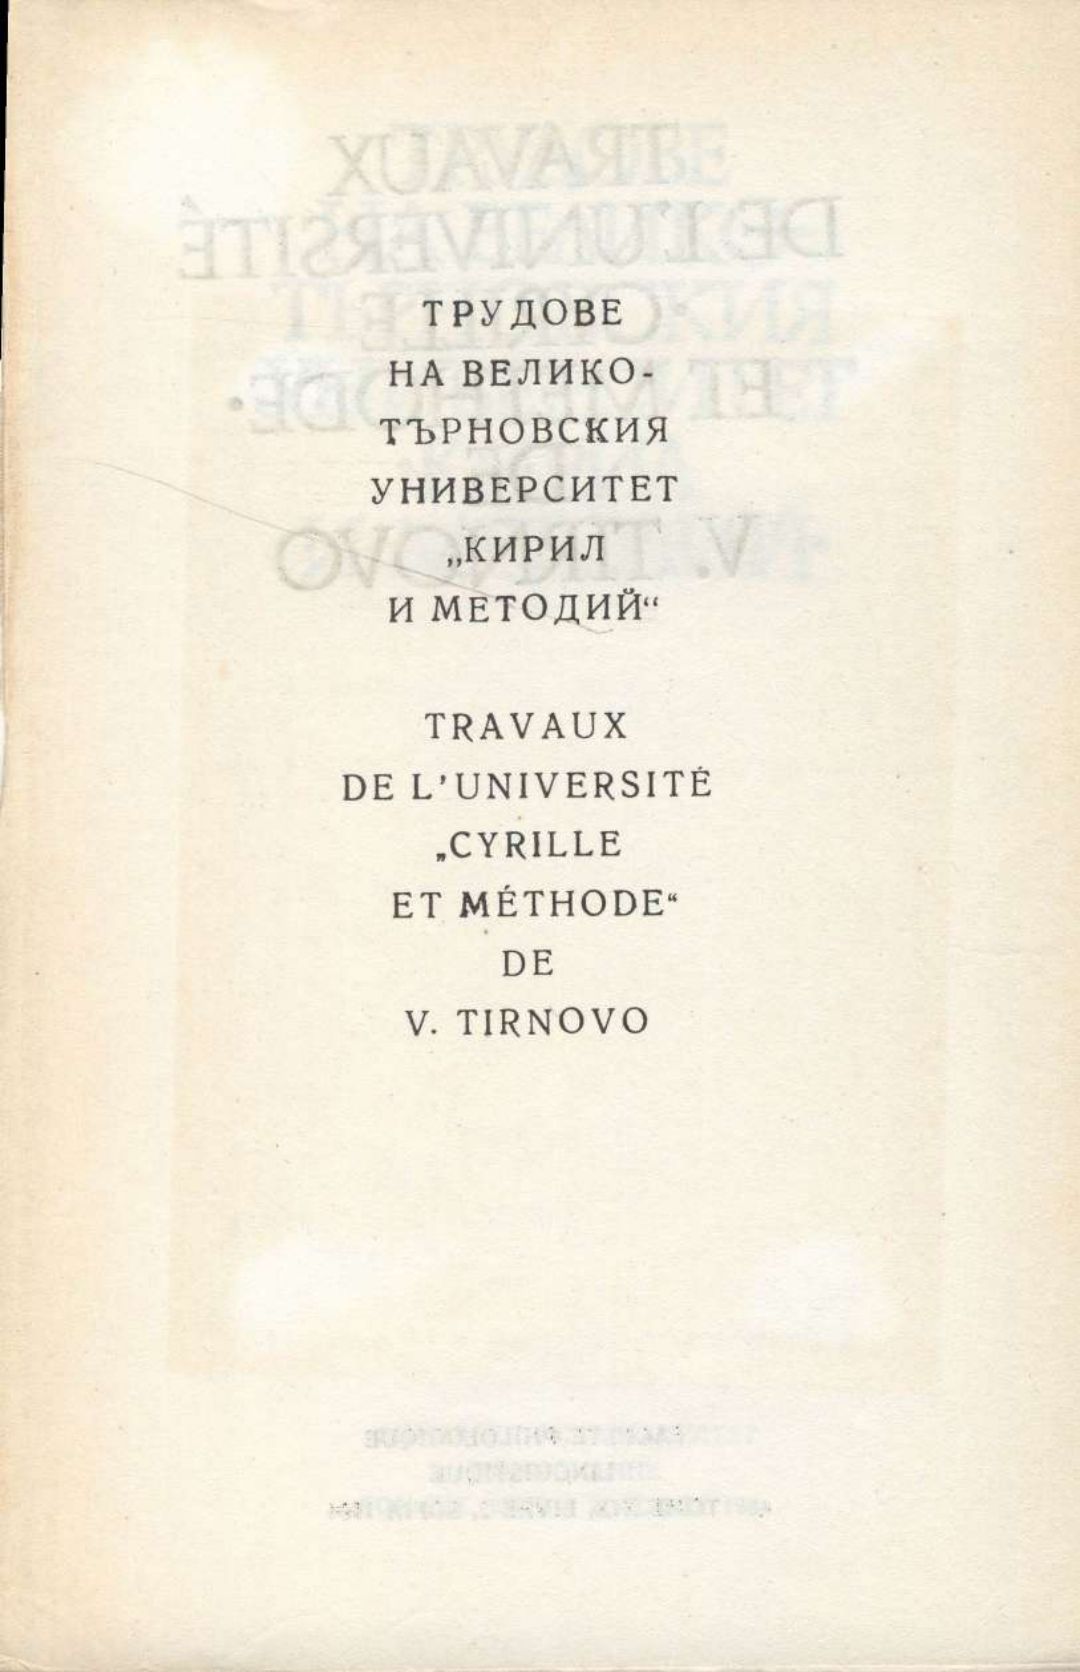 ТРУДОВЕ
НА ВЕЛИКО-
ТЪРНОВСКИЯ
УНИВЕРСИТЕТ
„КИРИЛ
И МЕТОДИЙ“
TRAVAUX
DE L'UNIVERSITÉ
„CYRILLE
ET MÉTHODE“
DE
V. TIRNOVO